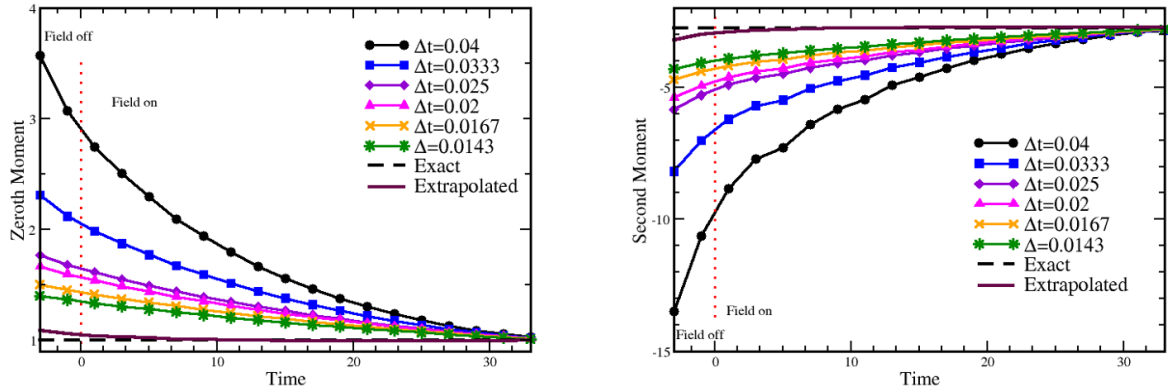 4
3
2
1
Zeroth Moment
Field off
Field on
Δt=0.04
Δt=0.0333
Δt=0.025
Δt=0.02
Δt=0.0167
Δ=0.0143
Exact
Extrapolated
0
10
20
30
Time
-5
-10
-15
Second Moment
Δt=0.04
Δt=0.0333
Δt=0.025
Δt=0.02
Δt=0.0167
Δ=0.0143
Exact
Extrapolated
Field on
Field off
0
10
20
30
Time